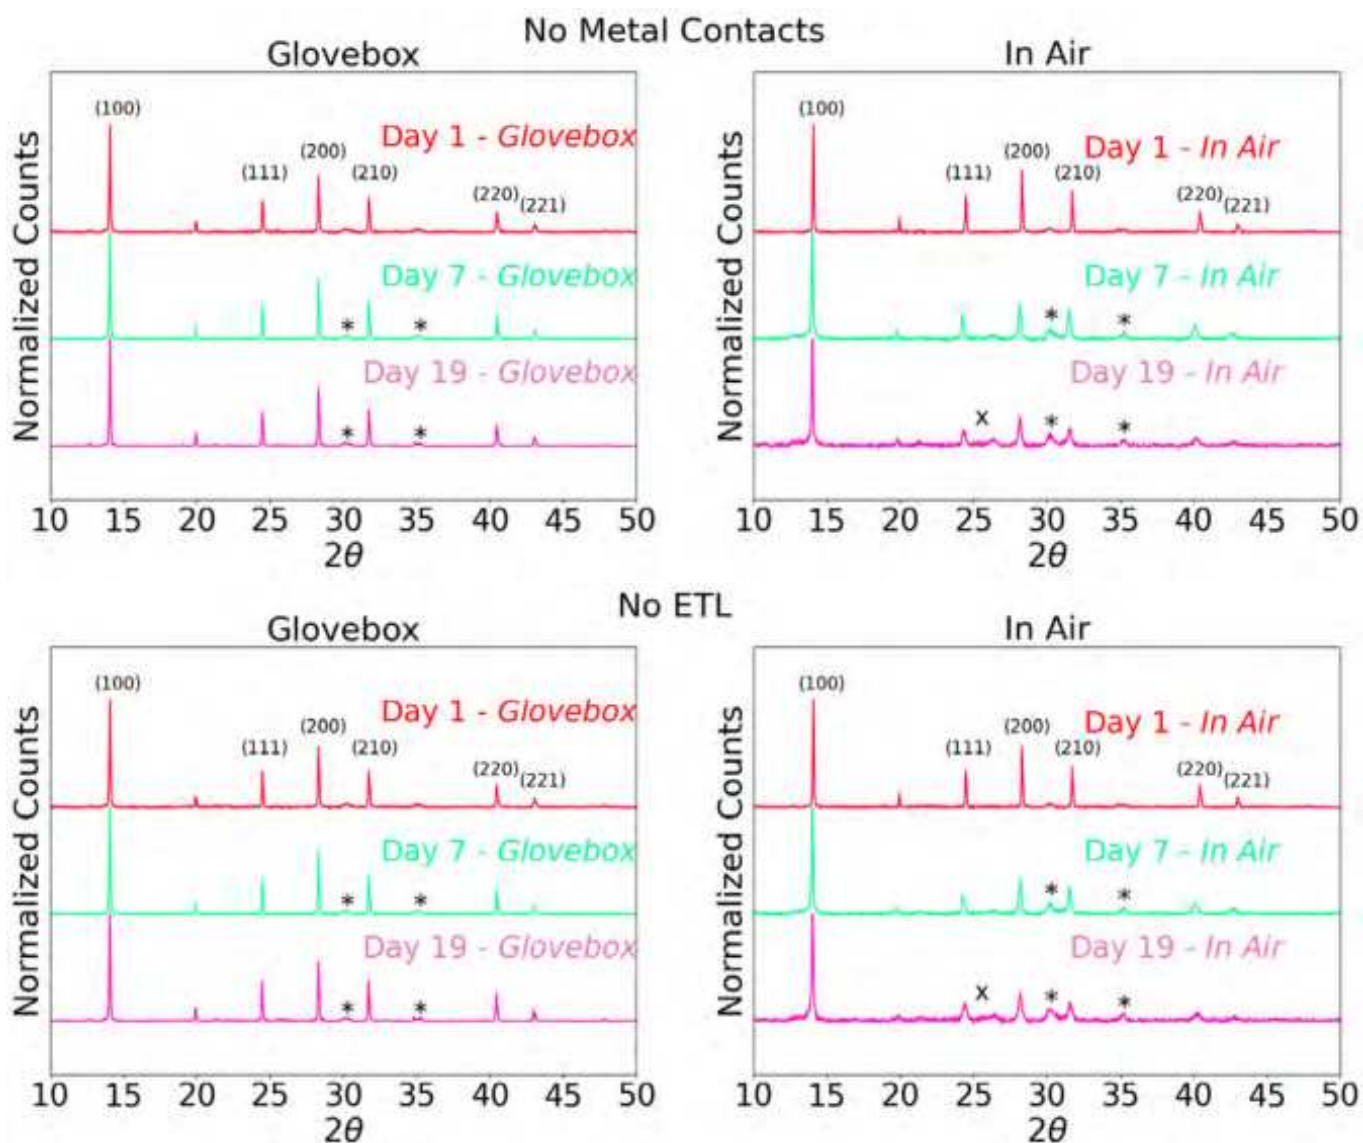 No Metal Contacts
Glovebox
In Air
Normalized Counts
(100)
(111)
(200)
(210)
(220)
(221)
Day 1 - Glovebox
Day 7 - Glovebox
* *
Day 19 - Glovebox
* *
10 15 20 25 30 35 40 45 50
2θ
Normalized Counts
(100)
(111)
(200)
(210)
(220)
(221)
Day 1 - In Air
Day 7 - In Air
* *
Day 19 - In Air
x * *
10 15 20 25 30 35 40 45 50
2θ
No ETL
Glovebox
In Air
Normalized Counts
(100)
(111)
(200)
(210)
(220)
(221)
Day 1 - Glovebox
Day 7 - Glovebox
* *
Day 19 - Glovebox
* *
10 15 20 25 30 35 40 45 50
2θ
Normalized Counts
(100)
(111)
(200)
(210)
(220)
(221)
Day 1 - In Air
Day 7 - In Air
* *
Day 19 - In Air
x * *
10 15 20 25 30 35 40 45 50
2θ